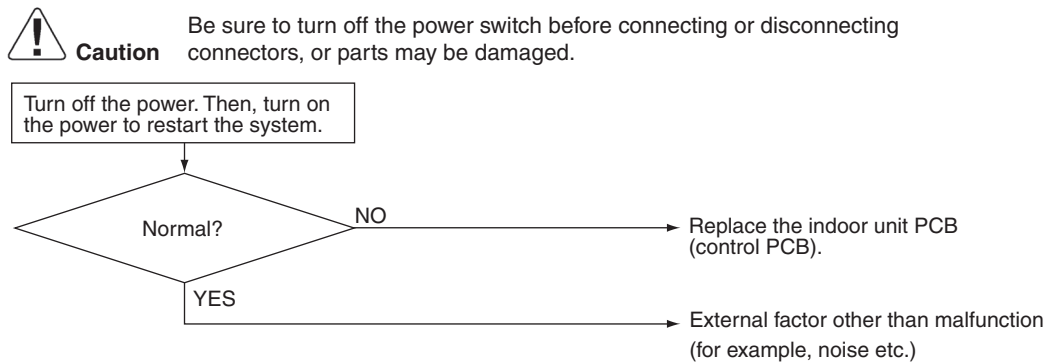 Be sure to turn off the power switch before connecting or disconnecting
Caution connectors, or parts may be damaged.
Turn off the power. Then, turn on
the power to restart the system.
Normal?
NO
Replace the indoor unit PCB
(control PCB).
YES
External factor other than malfunction
(for example, noise etc.)